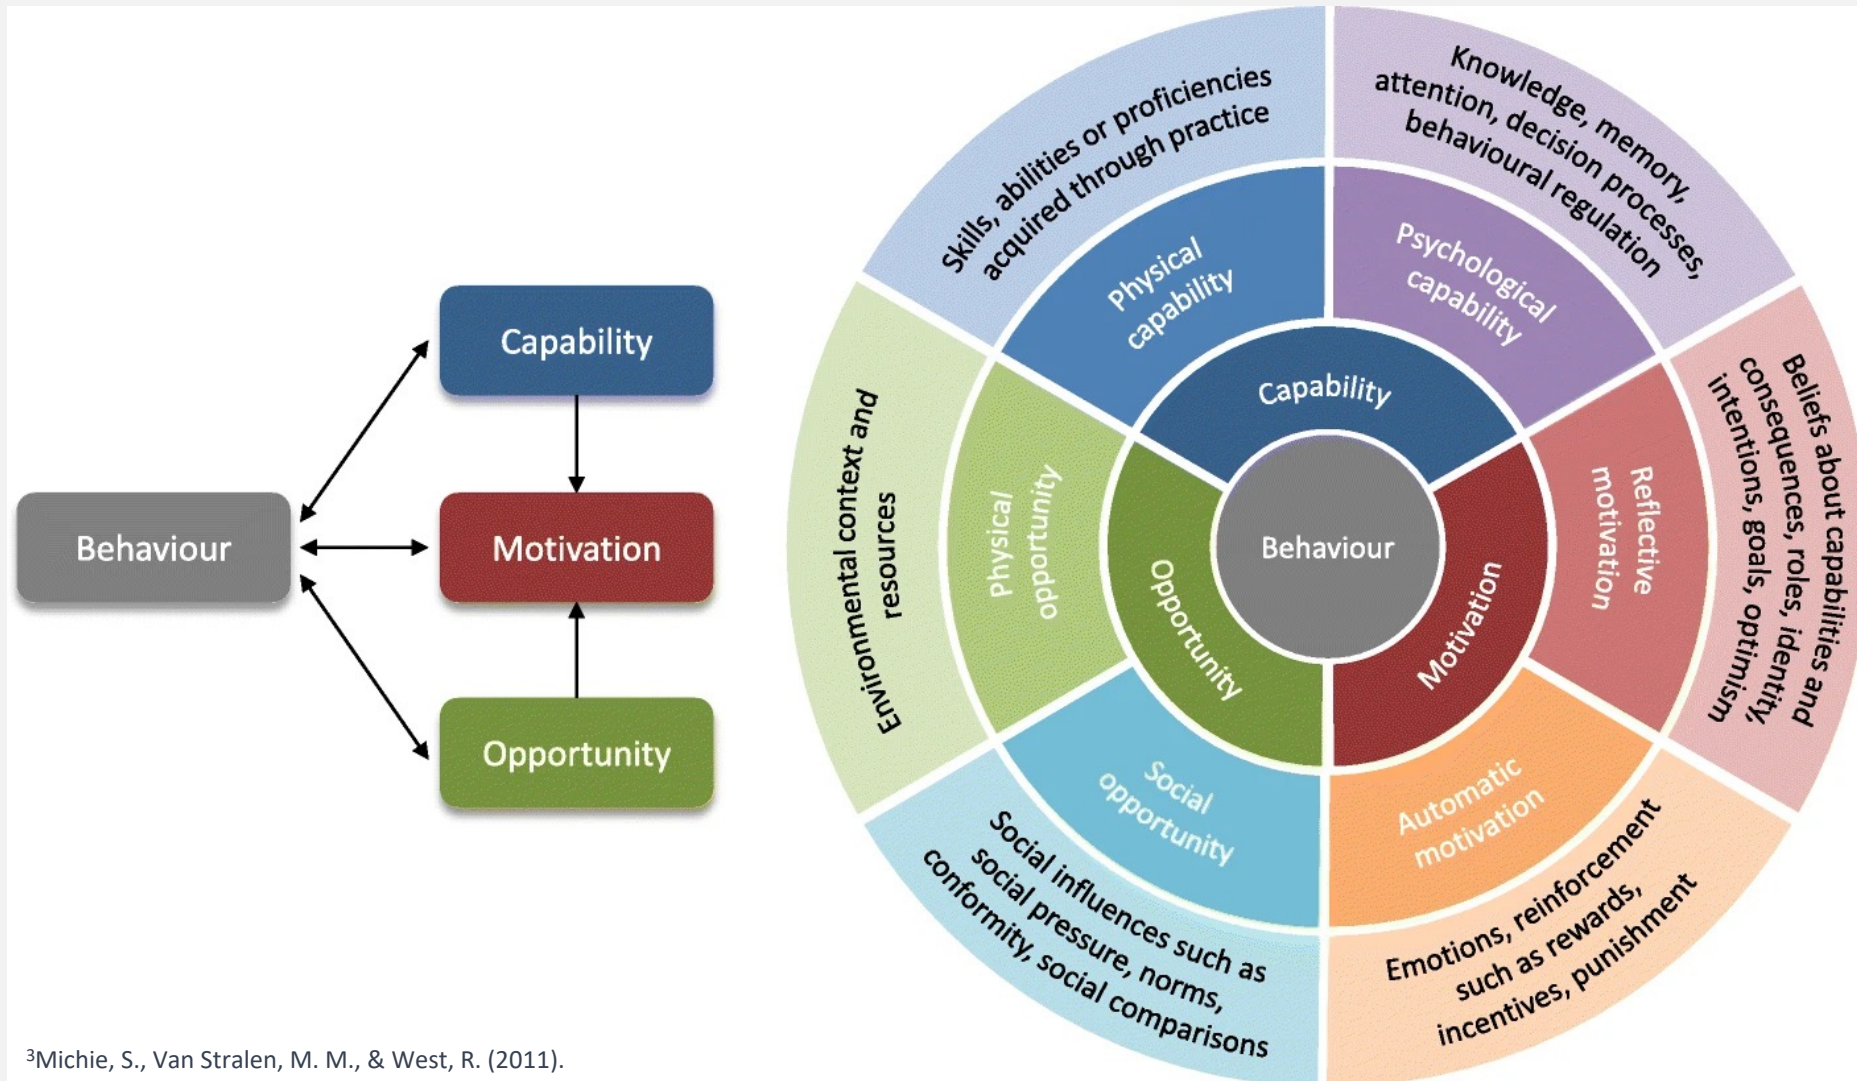 Capability
Behaviour
Motivation
Opportunity
Skills, abilities or proficiencies
acquired through practice
Knowledge, memory,
attention, decision processes,
behavioural regulation
Physical
capability
Psychological
capability
Capability
Environmental context and
resources
Physical
opportunity
Opportunity
Behaviour
Motivation
Reflective
motivation
Beliefs about capabilities and
consequences, roles, identity,
intentions, goals, optimism
Social
opportunity
Automatic
motivation
Social influences such as
social pressure, norms,
conformity, social comparisons
Emotions, reinforcement
such as rewards,
incentives, punishment
³Michie, S., Van Stralen, M. M., & West, R. (2011).